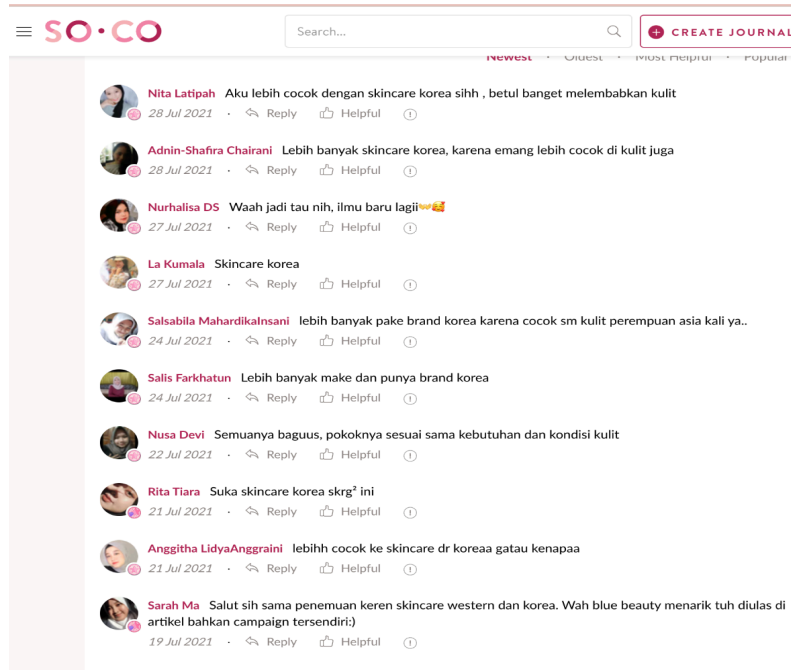 SO·CO
Search...
CREATE JOURNAL
Newest · Oldest · Most Helpful · Popular
Nita Latipah Aku lebih cocok dengan skincare korea sihh , betul banget melembabkan kulit
28 Jul 2021 · Reply Helpful
Adnin-Shafira Chairani Lebih banyak skincare korea, karena emang lebih cocok di kulit juga
28 Jul 2021 · Reply Helpful
Nurhalisa DS Waah jadi tau nih, ilmu baru lagii🤝🥰
27 Jul 2021 · Reply Helpful
La Kumala Skincare korea
27 Jul 2021 · Reply Helpful
Salsabila MahardikaInsani lebih banyak pake brand korea karena cocok sm kulit perempuan asia kali ya..
24 Jul 2021 · Reply Helpful
Salis Farkhatun Lebih banyak make dan punya brand korea
24 Jul 2021 · Reply Helpful
Nusa Devi Semuanya baguus, pokoknya sesuai sama kebutuhan dan kondisi kulit
22 Jul 2021 · Reply Helpful
Rita Tiara Suka skincare korea skrg² ini
21 Jul 2021 · Reply Helpful
Anggitha LidyaAnggraini lebihh cocok ke skincare dr koreaa gatau kenapaa
21 Jul 2021 · Reply Helpful
Sarah Ma Salut sih sama penemuan keren skincare western dan korea. Wah blue beauty menarik tuh diulas di
artikel bahkan campaign tersendiri:)
19 Jul 2021 · Reply Helpful